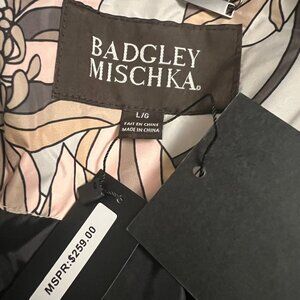 BADGLEY
MISCHKA.
L/G
FAIT EN CHINE
MADE IN CHINA
MSPR:$259.00